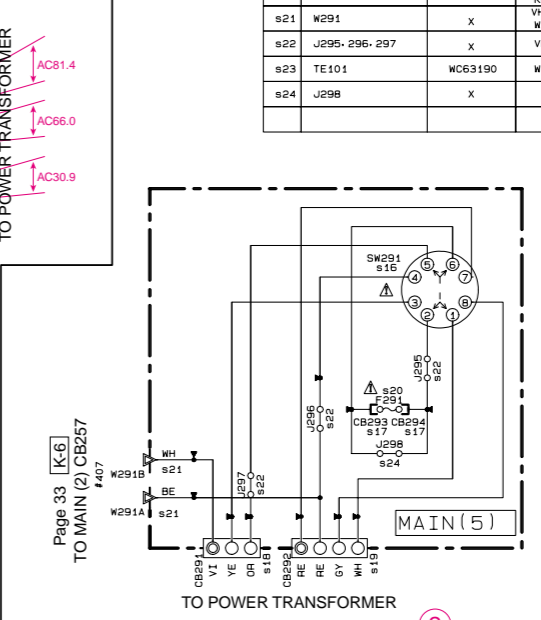 s21 W291 X
s22 J295·296·297 X
s23 TE101 WC63190
s24 J298 X
TO POWER TRANSFORMER
AC81.4
AC66.0
AC30.9
SW291
s16
5 6
4 7
3 8
2 1
J295
s22
s20
F291
CB293 CB294
s17 s17
J298
s24
J296
s22
J297
s22
Page 33 K-6
TO MAIN (2) CB257
#407
W291B
WH
s21
W291A
BE
s21
MAIN(5)
CB291
VI
YE
OR
s18
CB292
RE
RE
GY
WH
s19
TO POWER TRANSFORMER